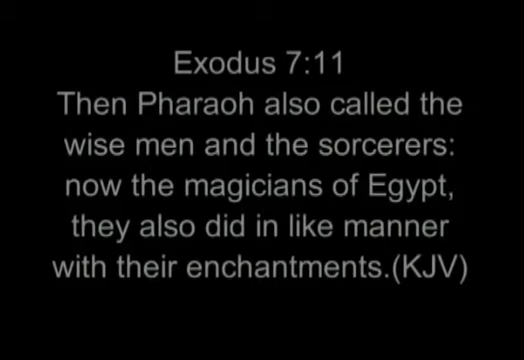 Exodus 7:11
Then Pharaoh also called the
wise men and the sorcerers:
now the magicians of Egypt,
they also did in like manner
with their enchantments.(KJV)